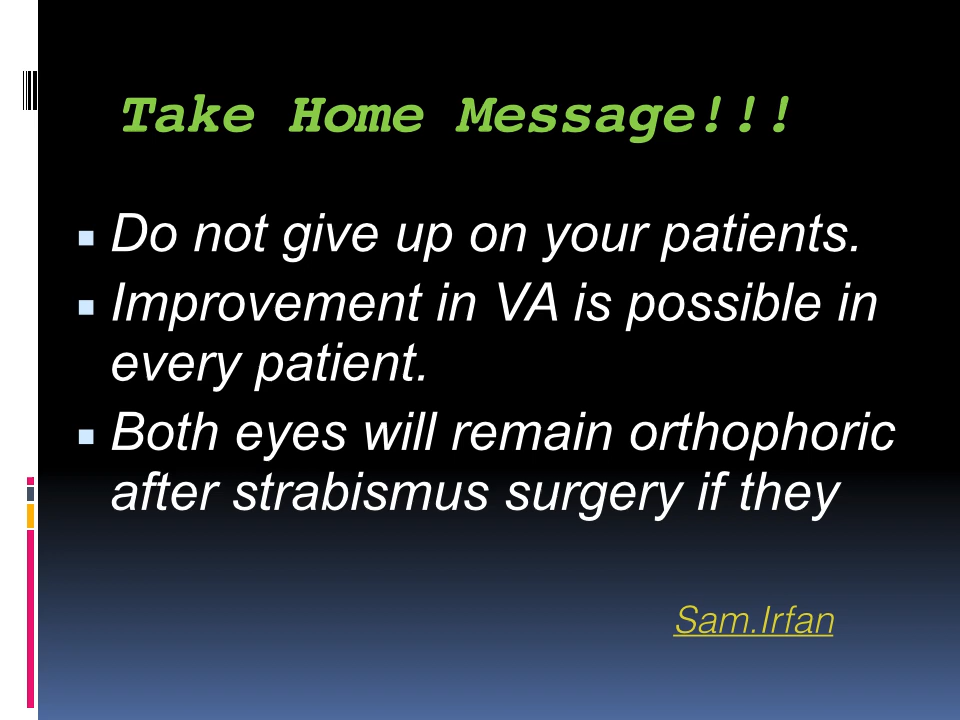 Take Home Message!!!
Do not give up on your patients.
Improvement in VA is possible in
every patient.
Both eyes will remain orthophoric
after strabismus surgery if they
Sam.Irfan